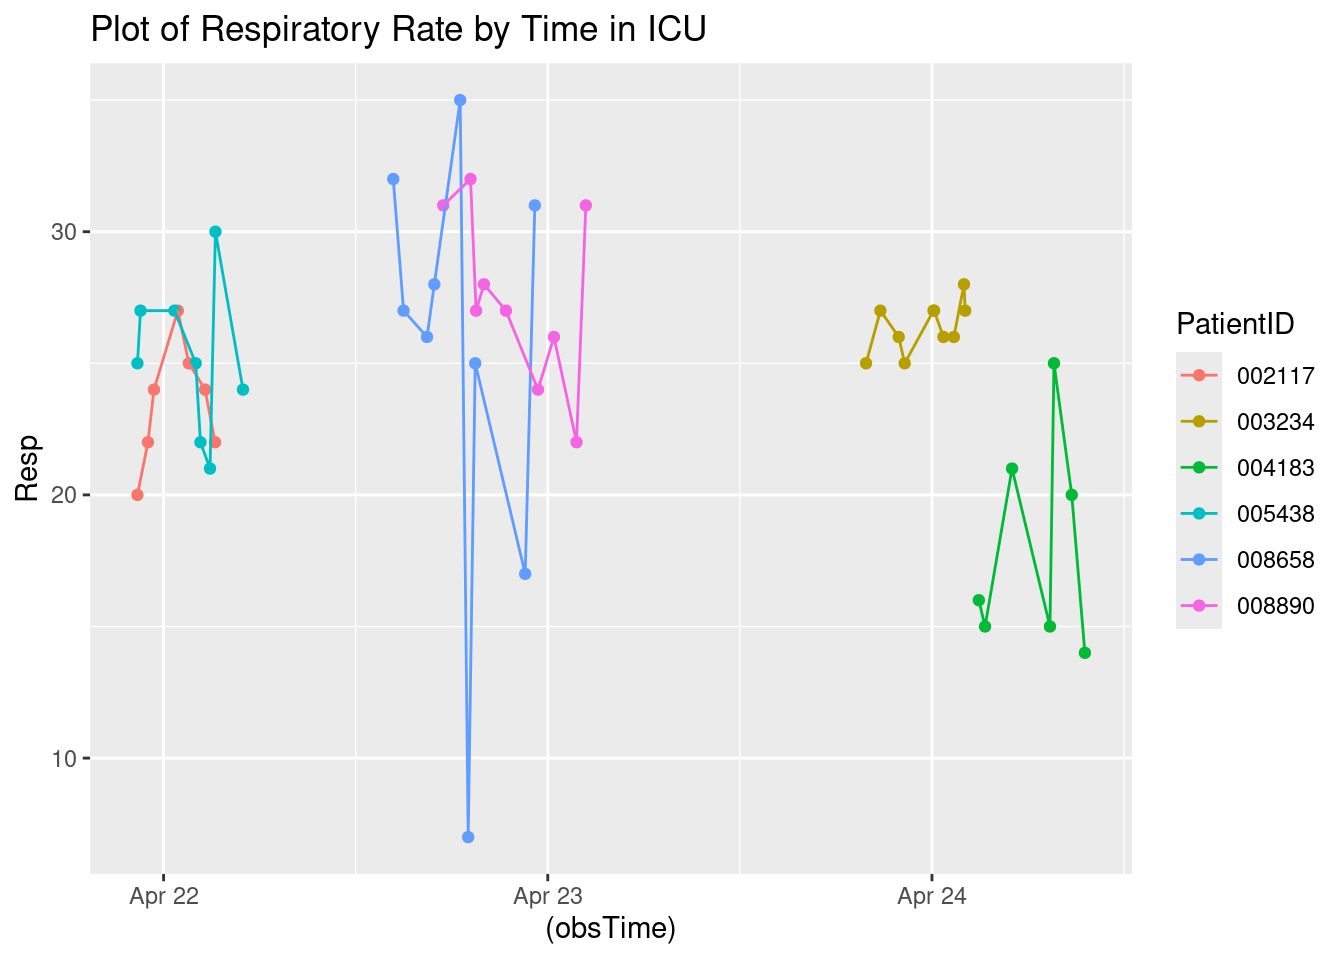 Plot of Respiratory Rate by Time in ICU
Resp
30
20
10
Apr 22
Apr 23
Apr 24
(obsTime)
PatientID
002117
003234
004183
005438
008658
008890